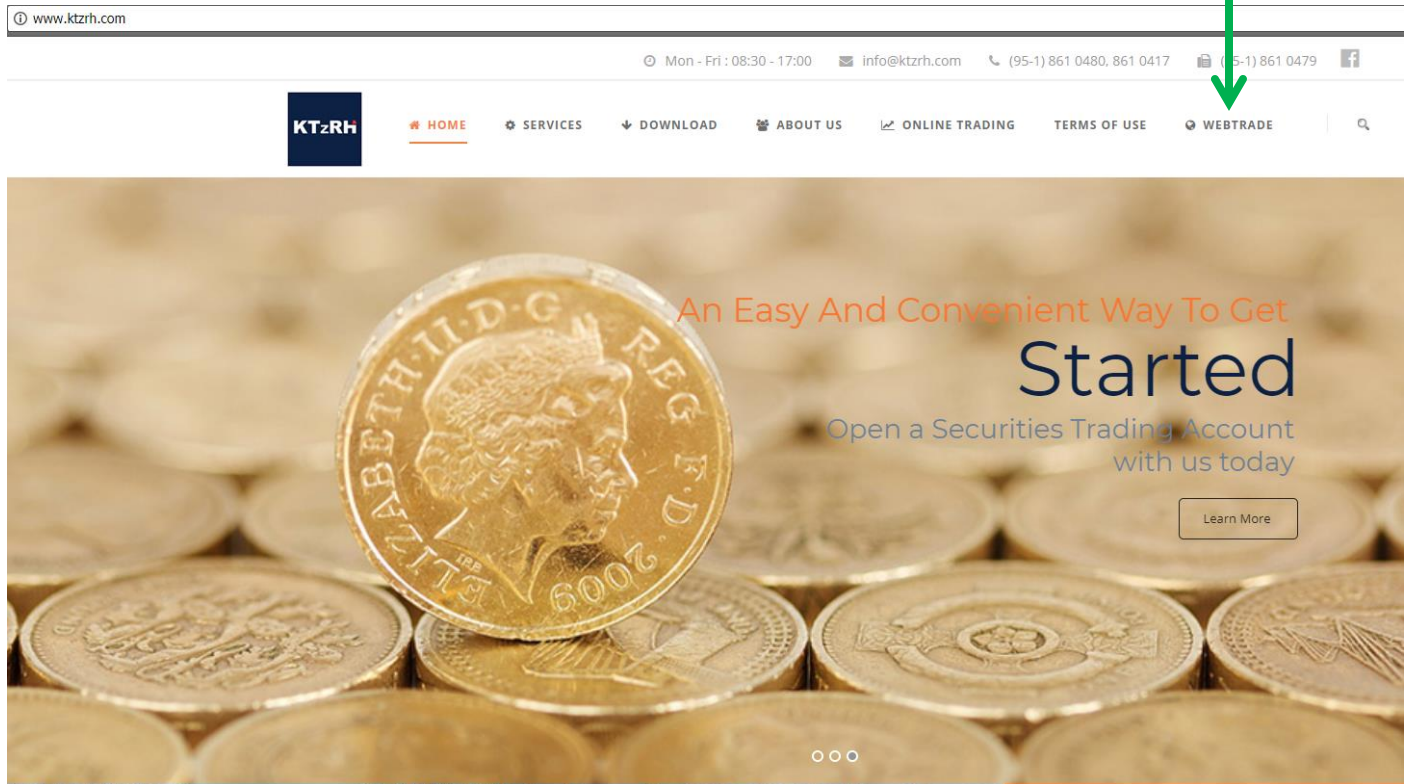 www.ktzrh.com
Mon - Fri : 08:30 - 17:00 info@ktzrh.com (95-1) 861 0480, 861 0417 (95-1) 861 0479
KTzRH HOME SERVICES DOWNLOAD ABOUT US ONLINE TRADING TERMS OF USE WEBTRADE
An Easy And Convenient Way To Get
Started
Open a Securities Trading Account
with us today
Learn More
ELIZABETH·II·D·G REG F·D· 2009
IRB